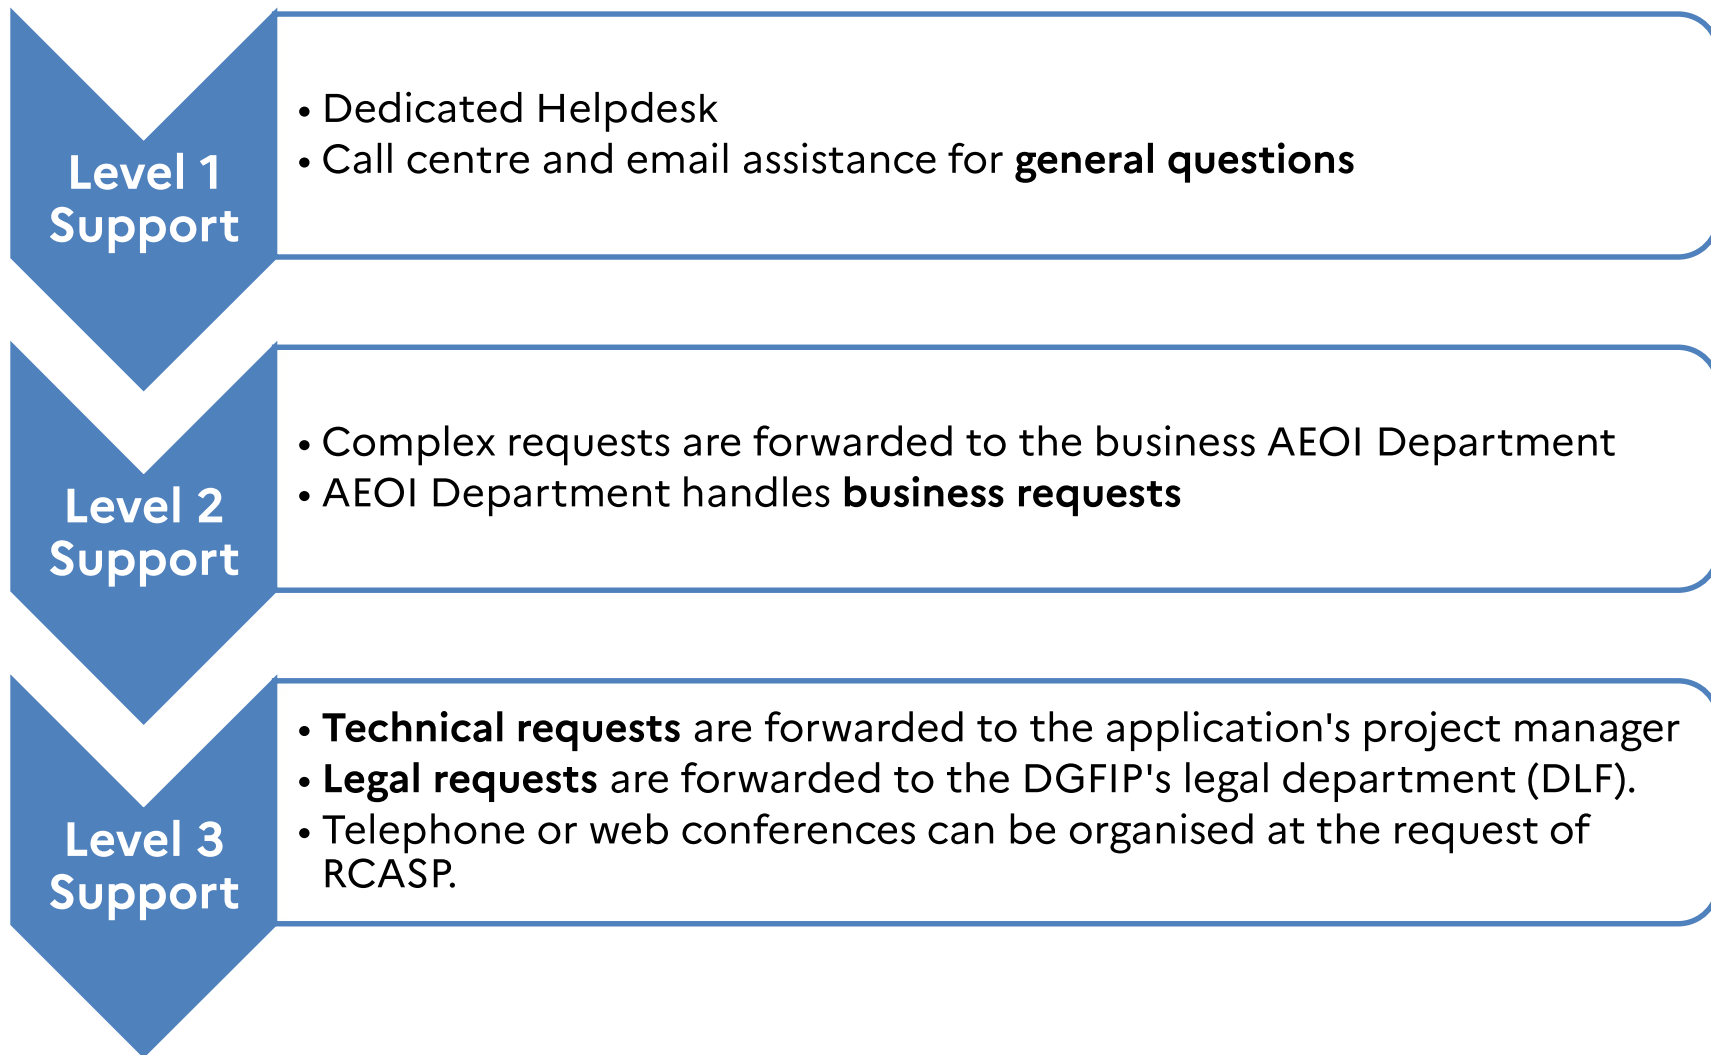 Level 1
Support
• Dedicated Helpdesk
• Call centre and email assistance for general questions
Level 2
Support
• Complex requests are forwarded to the business AEOI Department
• AEOI Department handles business requests
Level 3
Support
• Technical requests are forwarded to the application's project manager
• Legal requests are forwarded to the DGFIP's legal department (DLF).
• Telephone or web conferences can be organised at the request of
RCASP.